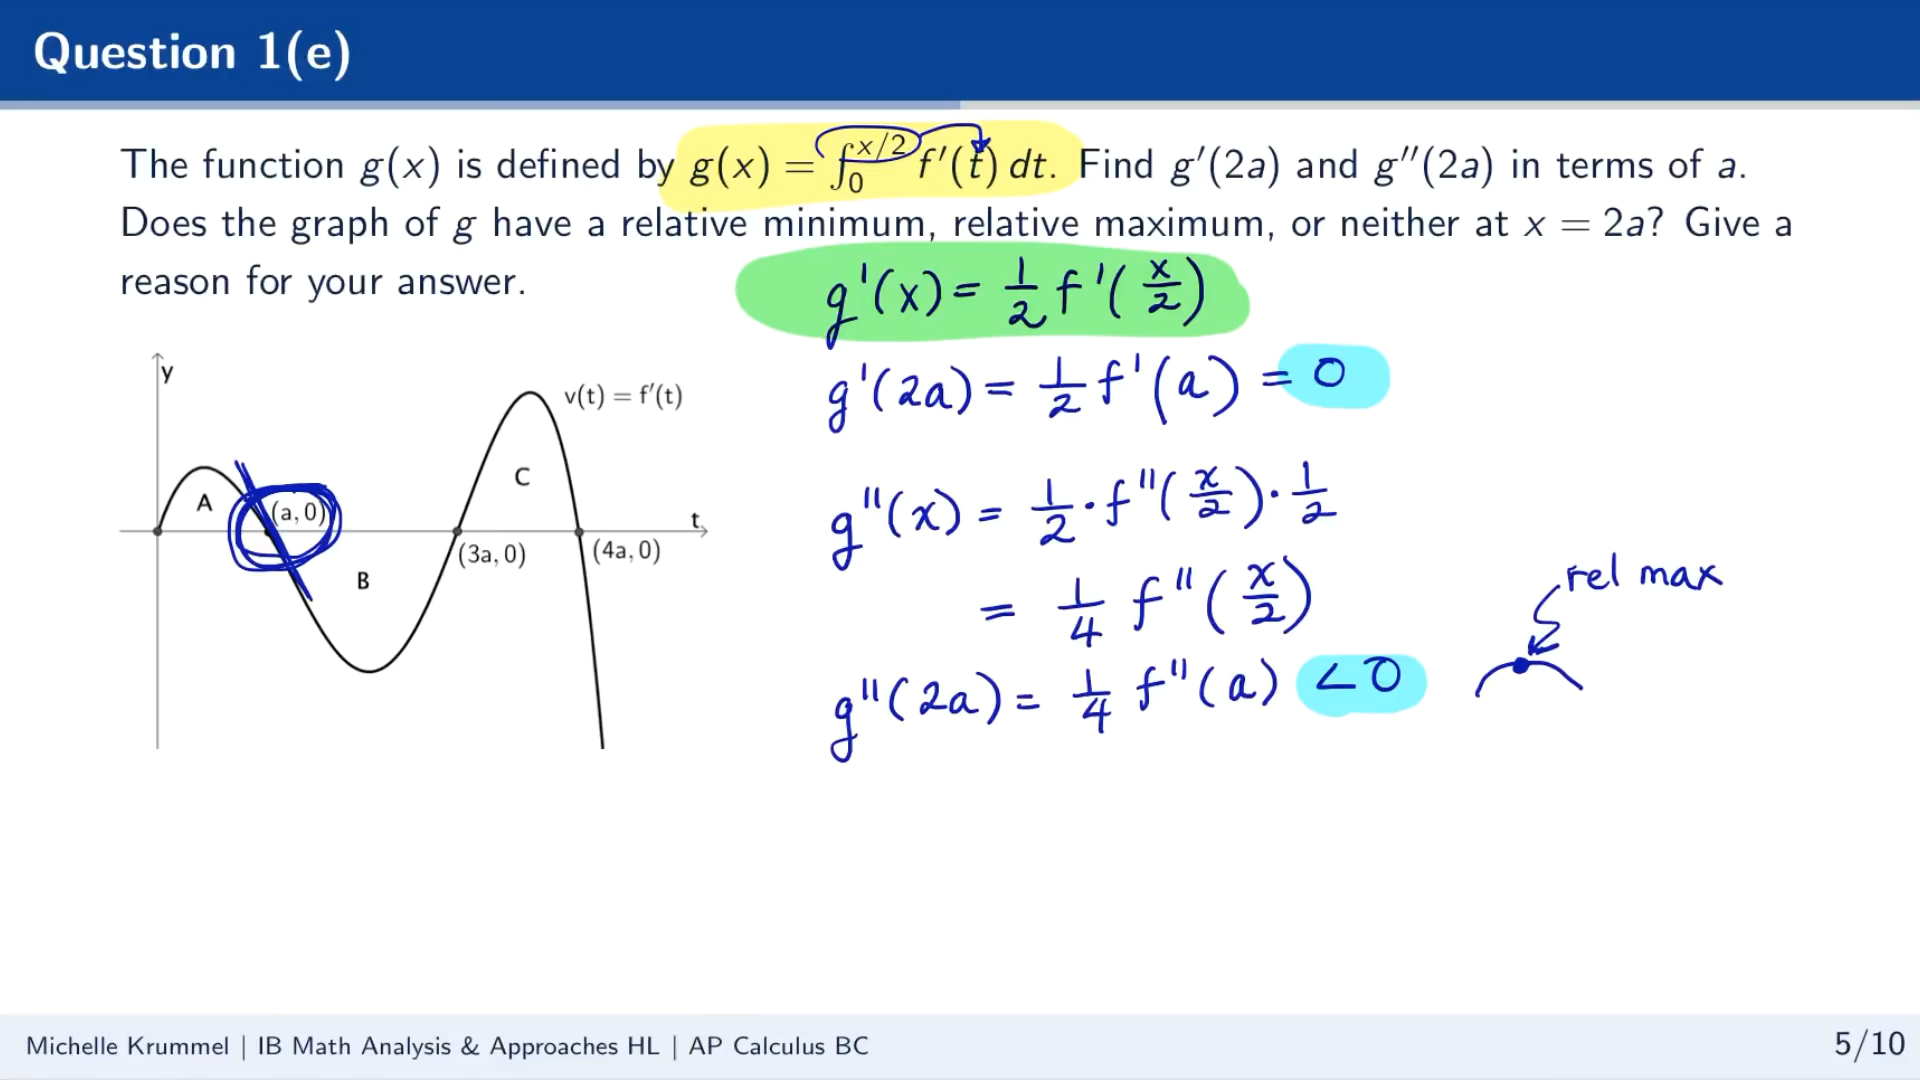 Question 1(e)
The function g(x) is defined by g(x) = ∫₀^{x/2} f′(t) dt. Find g′(2a) and g″(2a) in terms of a.
Does the graph of g have a relative minimum, relative maximum, or neither at x = 2a? Give a
reason for your answer.
g'(x) = 1/2 f'(x/2)
g'(2a) = 1/2 f'(a) = 0
g''(x) = 1/2 · f''(x/2) · 1/2
= 1/4 f''(x/2)
g''(2a) = 1/4 f''(a) <0
rel max
y
v(t) = f′(t)
A
(a, 0)
B
C
(3a, 0)
(4a, 0)
t
Michelle Krummel | IB Math Analysis & Approaches HL | AP Calculus BC
5/10